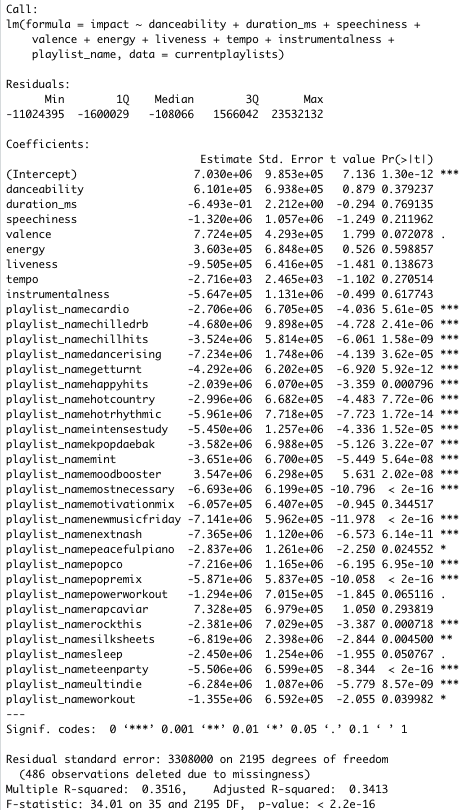 Call:
lm(formula = impact ~ danceability + duration_ms + speechiness +
    valence + energy + liveness + tempo + instrumentalness +
    playlist_name, data = currentplaylists)
Residuals:
      Min        1Q    Median        3Q       Max
-11024395  -1600029   -108066   1566042  23532132
Coefficients:
                             Estimate Std. Error t value Pr(>|t|)
(Intercept)                 7.030e+06  9.853e+05   7.136 1.30e-12 ***
danceability                6.101e+05  6.938e+05   0.879 0.379237
duration_ms                -6.493e-01  2.212e+00  -0.294 0.769135
speechiness                -1.320e+06  1.057e+06  -1.249 0.211962
valence                     7.724e+05  4.293e+05   1.799 0.072078 .
energy                      3.603e+05  6.848e+05   0.526 0.598857
liveness                   -9.505e+05  6.416e+05  -1.481 0.138673
tempo                      -2.716e+03  2.465e+03  -1.102 0.270514
instrumentalness           -5.647e+05  1.131e+06  -0.499 0.617743
playlist_namecardio        -2.706e+06  6.705e+05  -4.036 5.61e-05 ***
playlist_namechilledrb     -4.680e+06  9.898e+05  -4.728 2.41e-06 ***
playlist_namechillhits     -3.524e+06  5.814e+05  -6.061 1.58e-09 ***
playlist_namedancerising   -7.234e+06  1.748e+06  -4.139 3.62e-05 ***
playlist_namegetturnt      -4.292e+06  6.202e+05  -6.920 5.92e-12 ***
playlist_namehappyhits     -2.039e+06  6.070e+05  -3.359 0.000796 ***
playlist_namehotcountry    -2.996e+06  6.682e+05  -4.483 7.72e-06 ***
playlist_namehotrhythmic   -5.961e+06  7.718e+05  -7.723 1.72e-14 ***
playlist_nameintensestudy  -5.450e+06  1.257e+06  -4.336 1.52e-05 ***
playlist_namekpopdaebak    -3.582e+06  6.988e+05  -5.126 3.22e-07 ***
playlist_namemint          -3.651e+06  6.700e+05  -5.449 5.64e-08 ***
playlist_namemoodbooster    3.547e+06  6.298e+05   5.631 2.02e-08 ***
playlist_namemostnecessary -6.693e+06  6.199e+05 -10.796  < 2e-16 ***
playlist_namemotivationmix -6.057e+05  6.407e+05  -0.945 0.344517
playlist_namenewmusicfriday -7.141e+06  5.962e+05 -11.978  < 2e-16 ***
playlist_namenextnash      -7.365e+06  1.120e+06  -6.573 6.14e-11 ***
playlist_namepeacefulpiano -2.837e+06  1.261e+06  -2.250 0.024552 *
playlist_namepopco         -7.216e+06  1.165e+06  -6.195 6.95e-10 ***
playlist_namepopremix      -5.871e+06  5.837e+05 -10.058  < 2e-16 ***
playlist_namepowerworkout  -1.294e+06  7.015e+05  -1.845 0.065116 .
playlist_namerapcaviar      7.328e+05  6.979e+05   1.050 0.293819
playlist_namerockthis      -2.381e+06  7.029e+05  -3.387 0.000718 ***
playlist_namesilksheets    -6.819e+06  2.398e+06  -2.844 0.004500 **
playlist_namesleep         -2.450e+06  1.254e+06  -1.955 0.050767 .
playlist_nameteenparty     -5.506e+06  6.599e+05  -8.344  < 2e-16 ***
playlist_nameultindie      -6.284e+06  1.087e+06  -5.779 8.57e-09 ***
playlist_nameworkout       -1.355e+06  6.592e+05  -2.055 0.039982 *
---
Signif. codes:  0 ‘***’ 0.001 ‘**’ 0.01 ‘*’ 0.05 ‘.’ 0.1 ‘ ’ 1
Residual standard error: 3308000 on 2195 degrees of freedom
  (486 observations deleted due to missingness)
Multiple R-squared:  0.3516,    Adjusted R-squared:  0.3413
F-statistic: 34.01 on 35 and 2195 DF,  p-value: < 2.2e-16